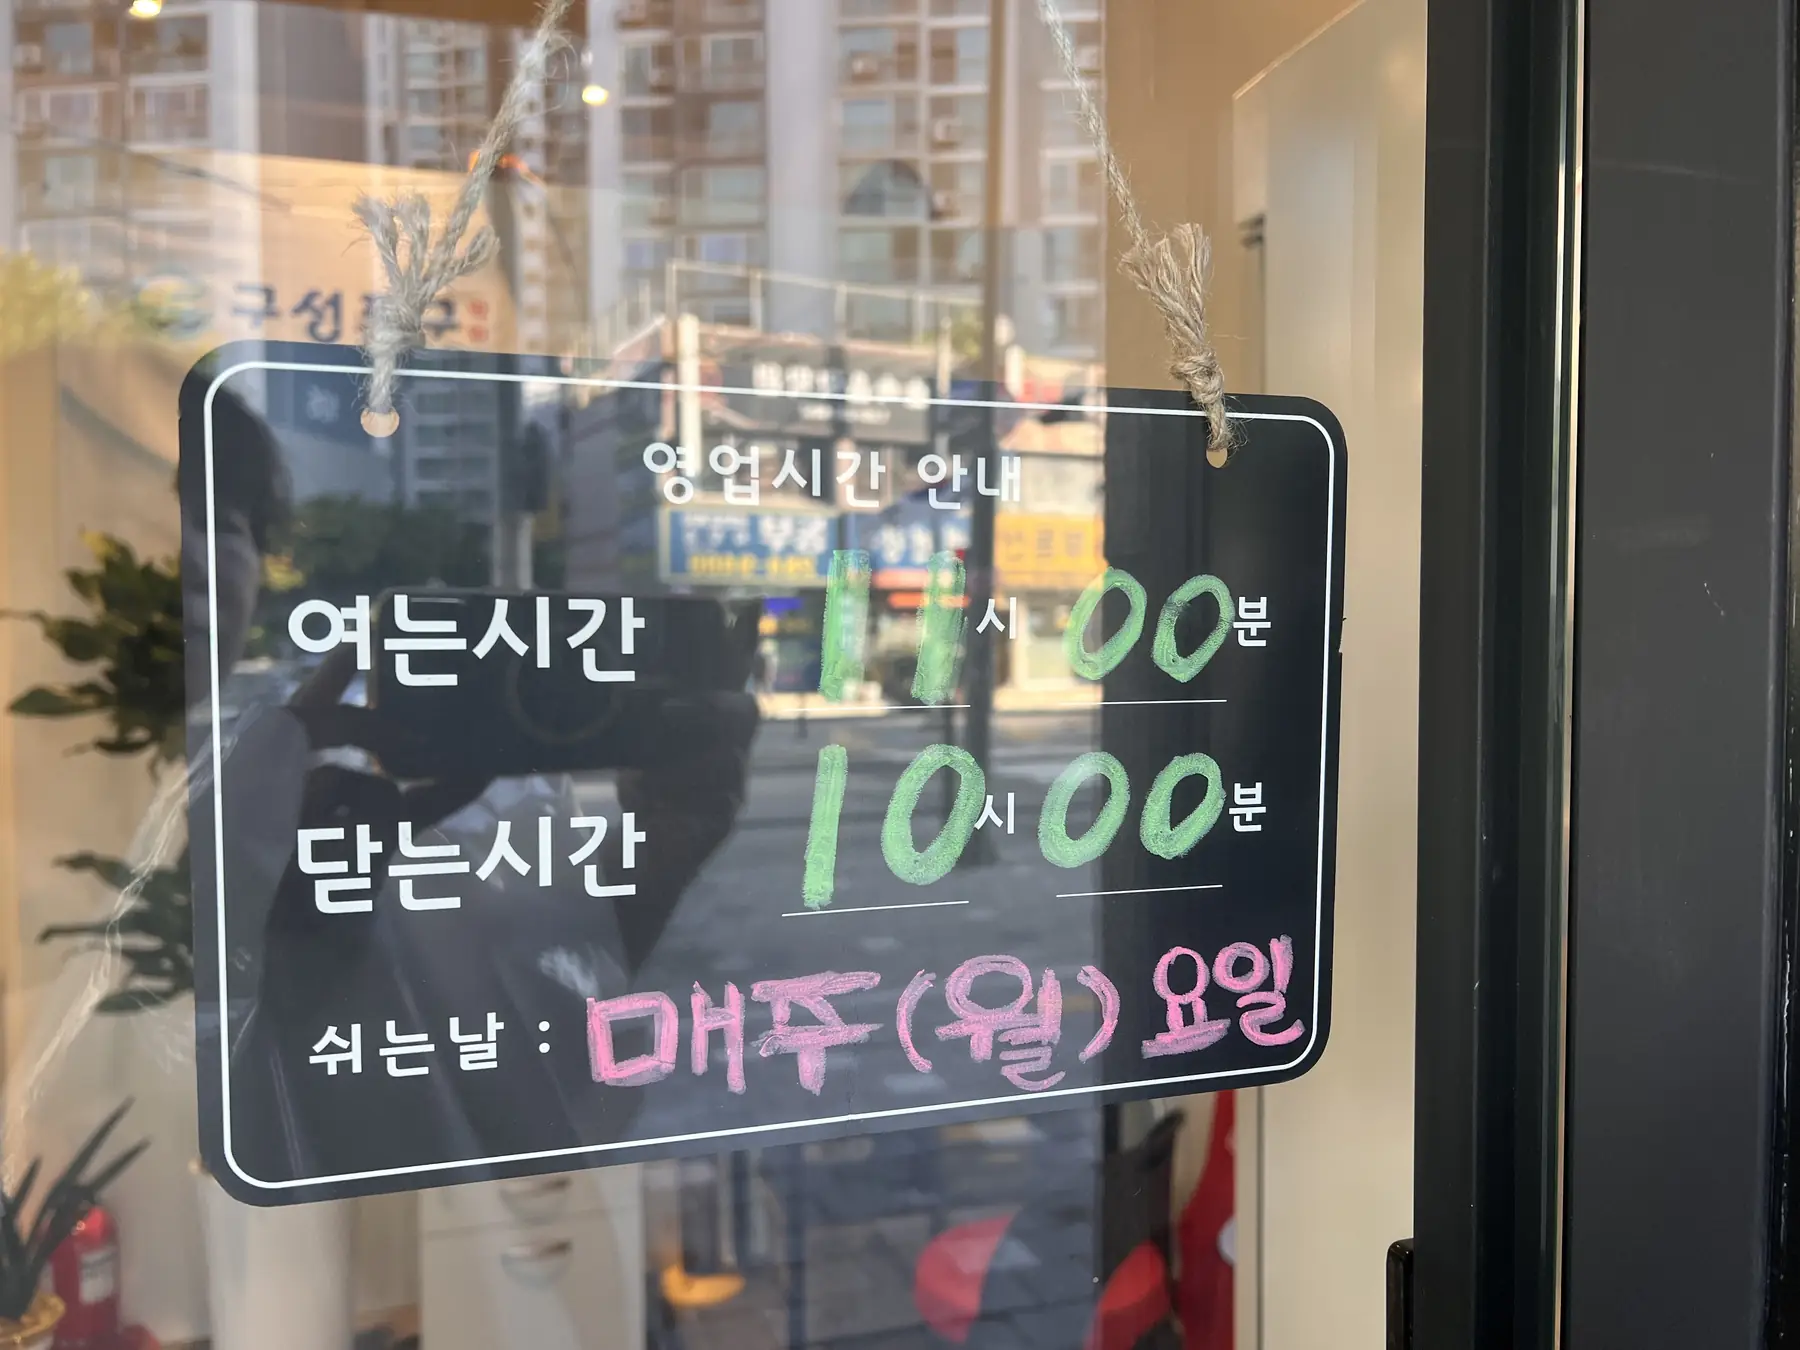 영업시간 안내
여는시간 11시 00분
닫는시간 10시 00분
쉬는날 : 매주 (월) 요일